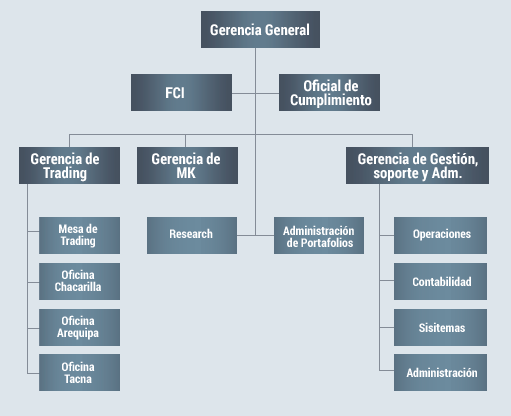 Gerencia General
FCI
Oficial de
Cumplimiento
Gerencia de
Trading
Gerencia de
MK
Gerencia de Gestión,
soporte y Adm.
Mesa de
Trading
Oficina
Chacarilla
Oficina
Arequipa
Oficina
Tacna
Research
Administración
de Portafolios
Operaciones
Contabilidad
Sisitemas
Administración